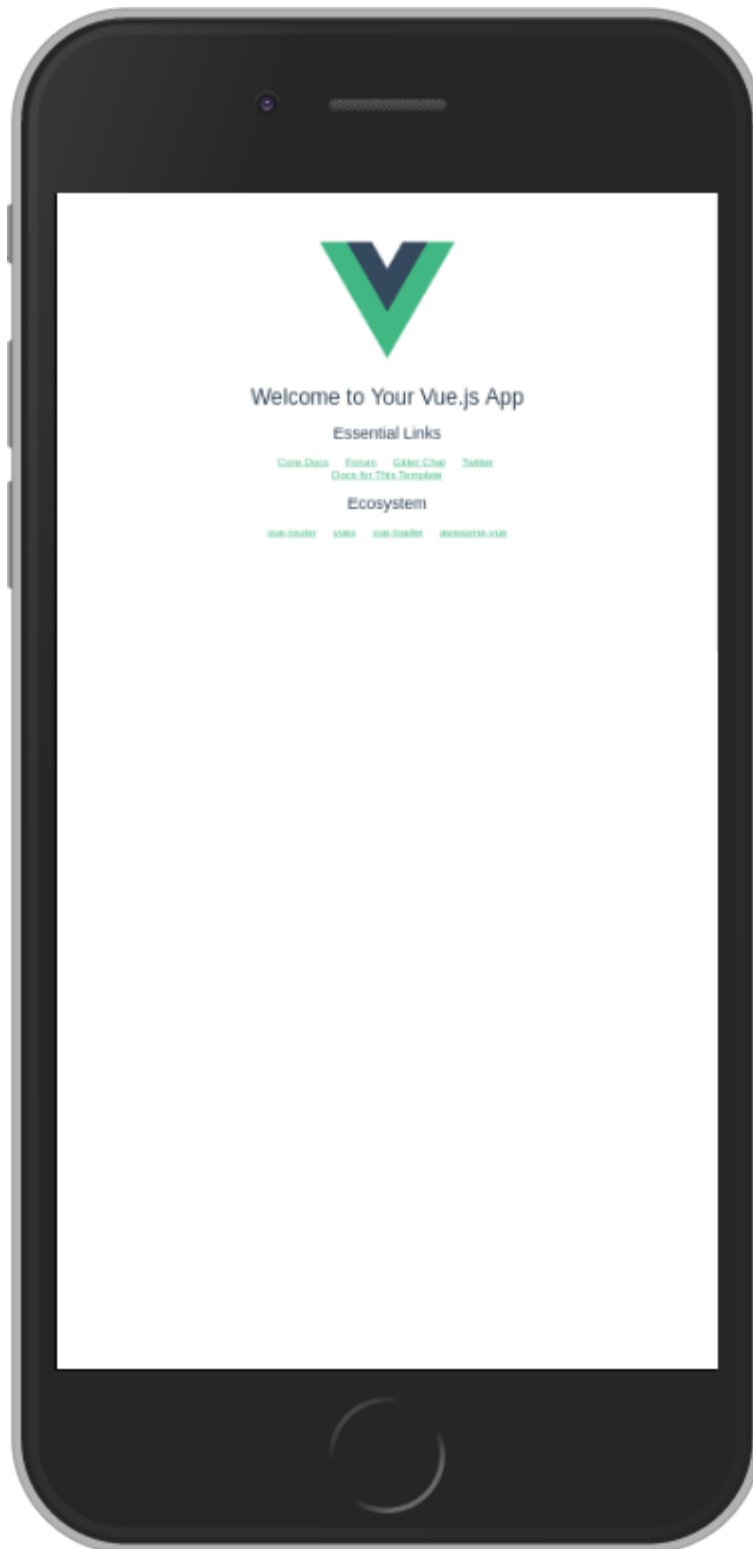 Welcome to Your Vue.js App
Essential Links
Core Docs Forum Gitter Chat Twitter
Docs for This Template
Ecosystem
vue-router vuex vue-loader awesome-vue